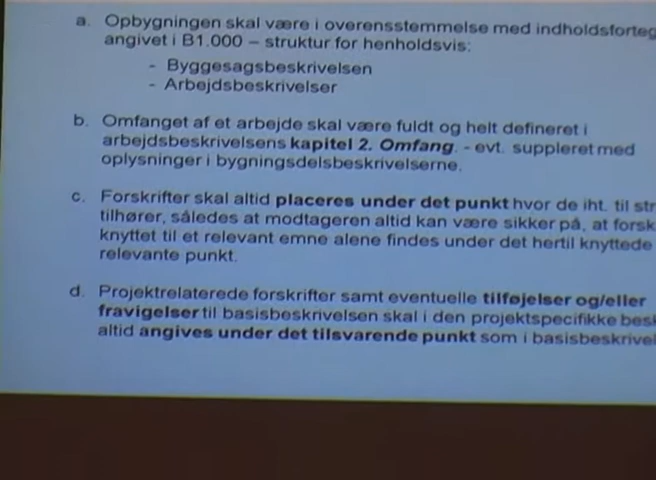 a. Opbygningen skal være i overensstemmelse med indholdsforteg
angivet i B1.000 – struktur for henholdsvis:
- Byggesagsbeskrivelsen
- Arbejdsbeskrivelser
b. Omfanget af et arbejde skal være fuldt og helt defineret i
arbejdsbeskrivelsens kapitel 2. Omfang. - evt. suppleret med
oplysninger i bygningsdelsbeskrivelserne.
c. Forskrifter skal altid placeres under det punkt hvor de iht. til str
tilhører, således at modtageren altid kan være sikker på, at forsk
knyttet til et relevant emne alene findes under det hertil knyttede
relevante punkt.
d. Projektrelaterede forskrifter samt eventuelle tilføjelser og/eller
fravigelser til basisbeskrivelsen skal i den projektspecifikke besk
altid angives under det tilsvarende punkt som i basisbeskrivel